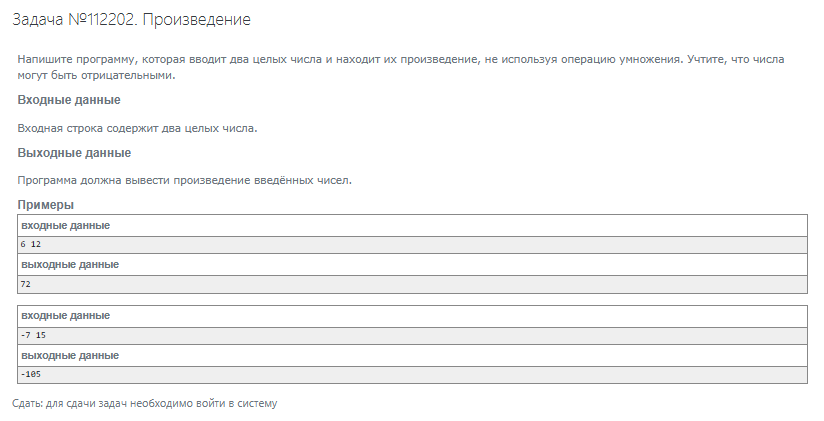 Задача №112202. Произведение
Напишите программу, которая вводит два целых числа и находит их произведение, не используя операцию умножения. Учтите, что числа
могут быть отрицательными.
Входные данные
Входная строка содержит два целых числа.
Выходные данные
Программа должна вывести произведение введённых чисел.
Примеры
входные данные
6 12
выходные данные
72
входные данные
-7 15
выходные данные
-105
Сдать: для сдачи задач необходимо войти в систему